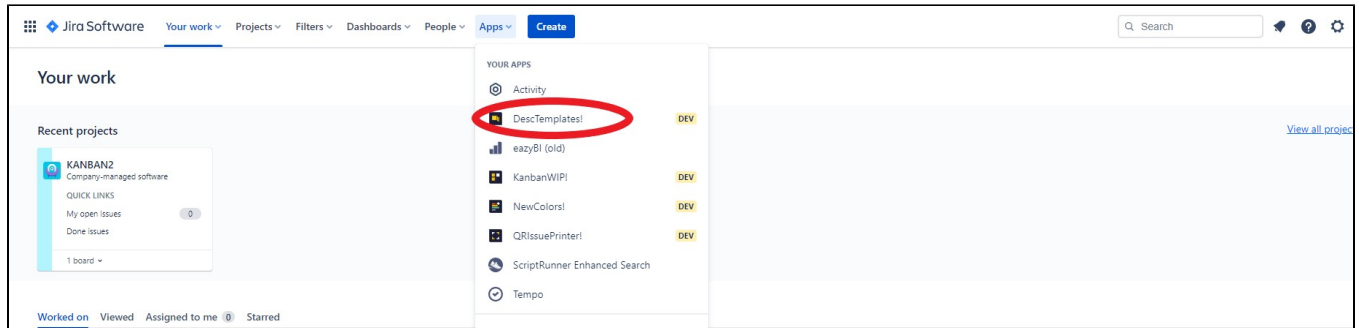 Jira Software Your work Projects Filters Dashboards People Apps Create Search
Your work
YOUR APPS
Activity
DescTemplates! DEV
eazyBI (old)
KanbanWIP! DEV
NewColors! DEV
QRIssuePrinter! DEV
ScriptRunner Enhanced Search
Tempo
Recent projects
View all projec
KANBAN2
Company-managed software
QUICK LINKS
My open issues 0
Done issues
1 board
Worked on Viewed Assigned to me 0 Starred